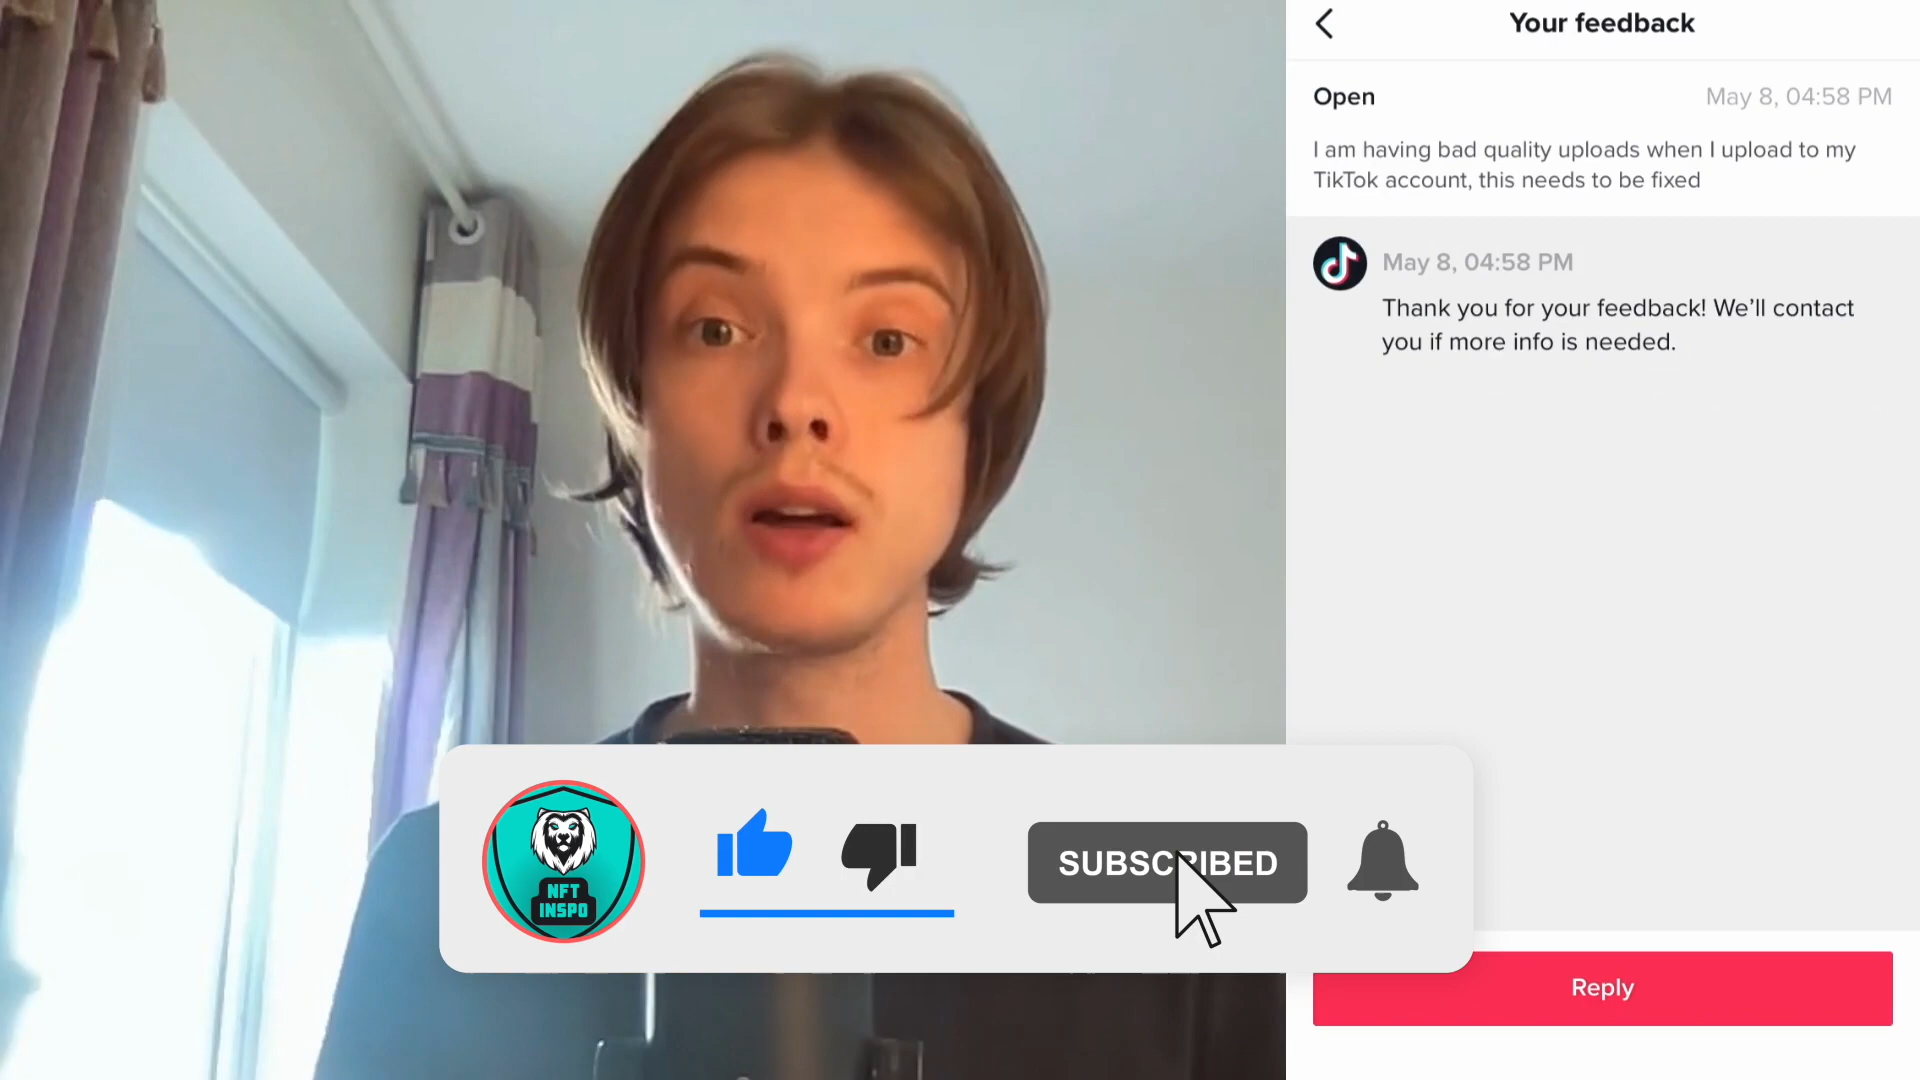 Your feedback
Open
May 8, 04:58 PM
I am having bad quality uploads when I upload to my
TikTok account, this needs to be fixed
May 8, 04:58 PM
Thank you for your feedback! We’ll contact
you if more info is needed.
NFT
INSPO
SUBSCRIBED
Reply